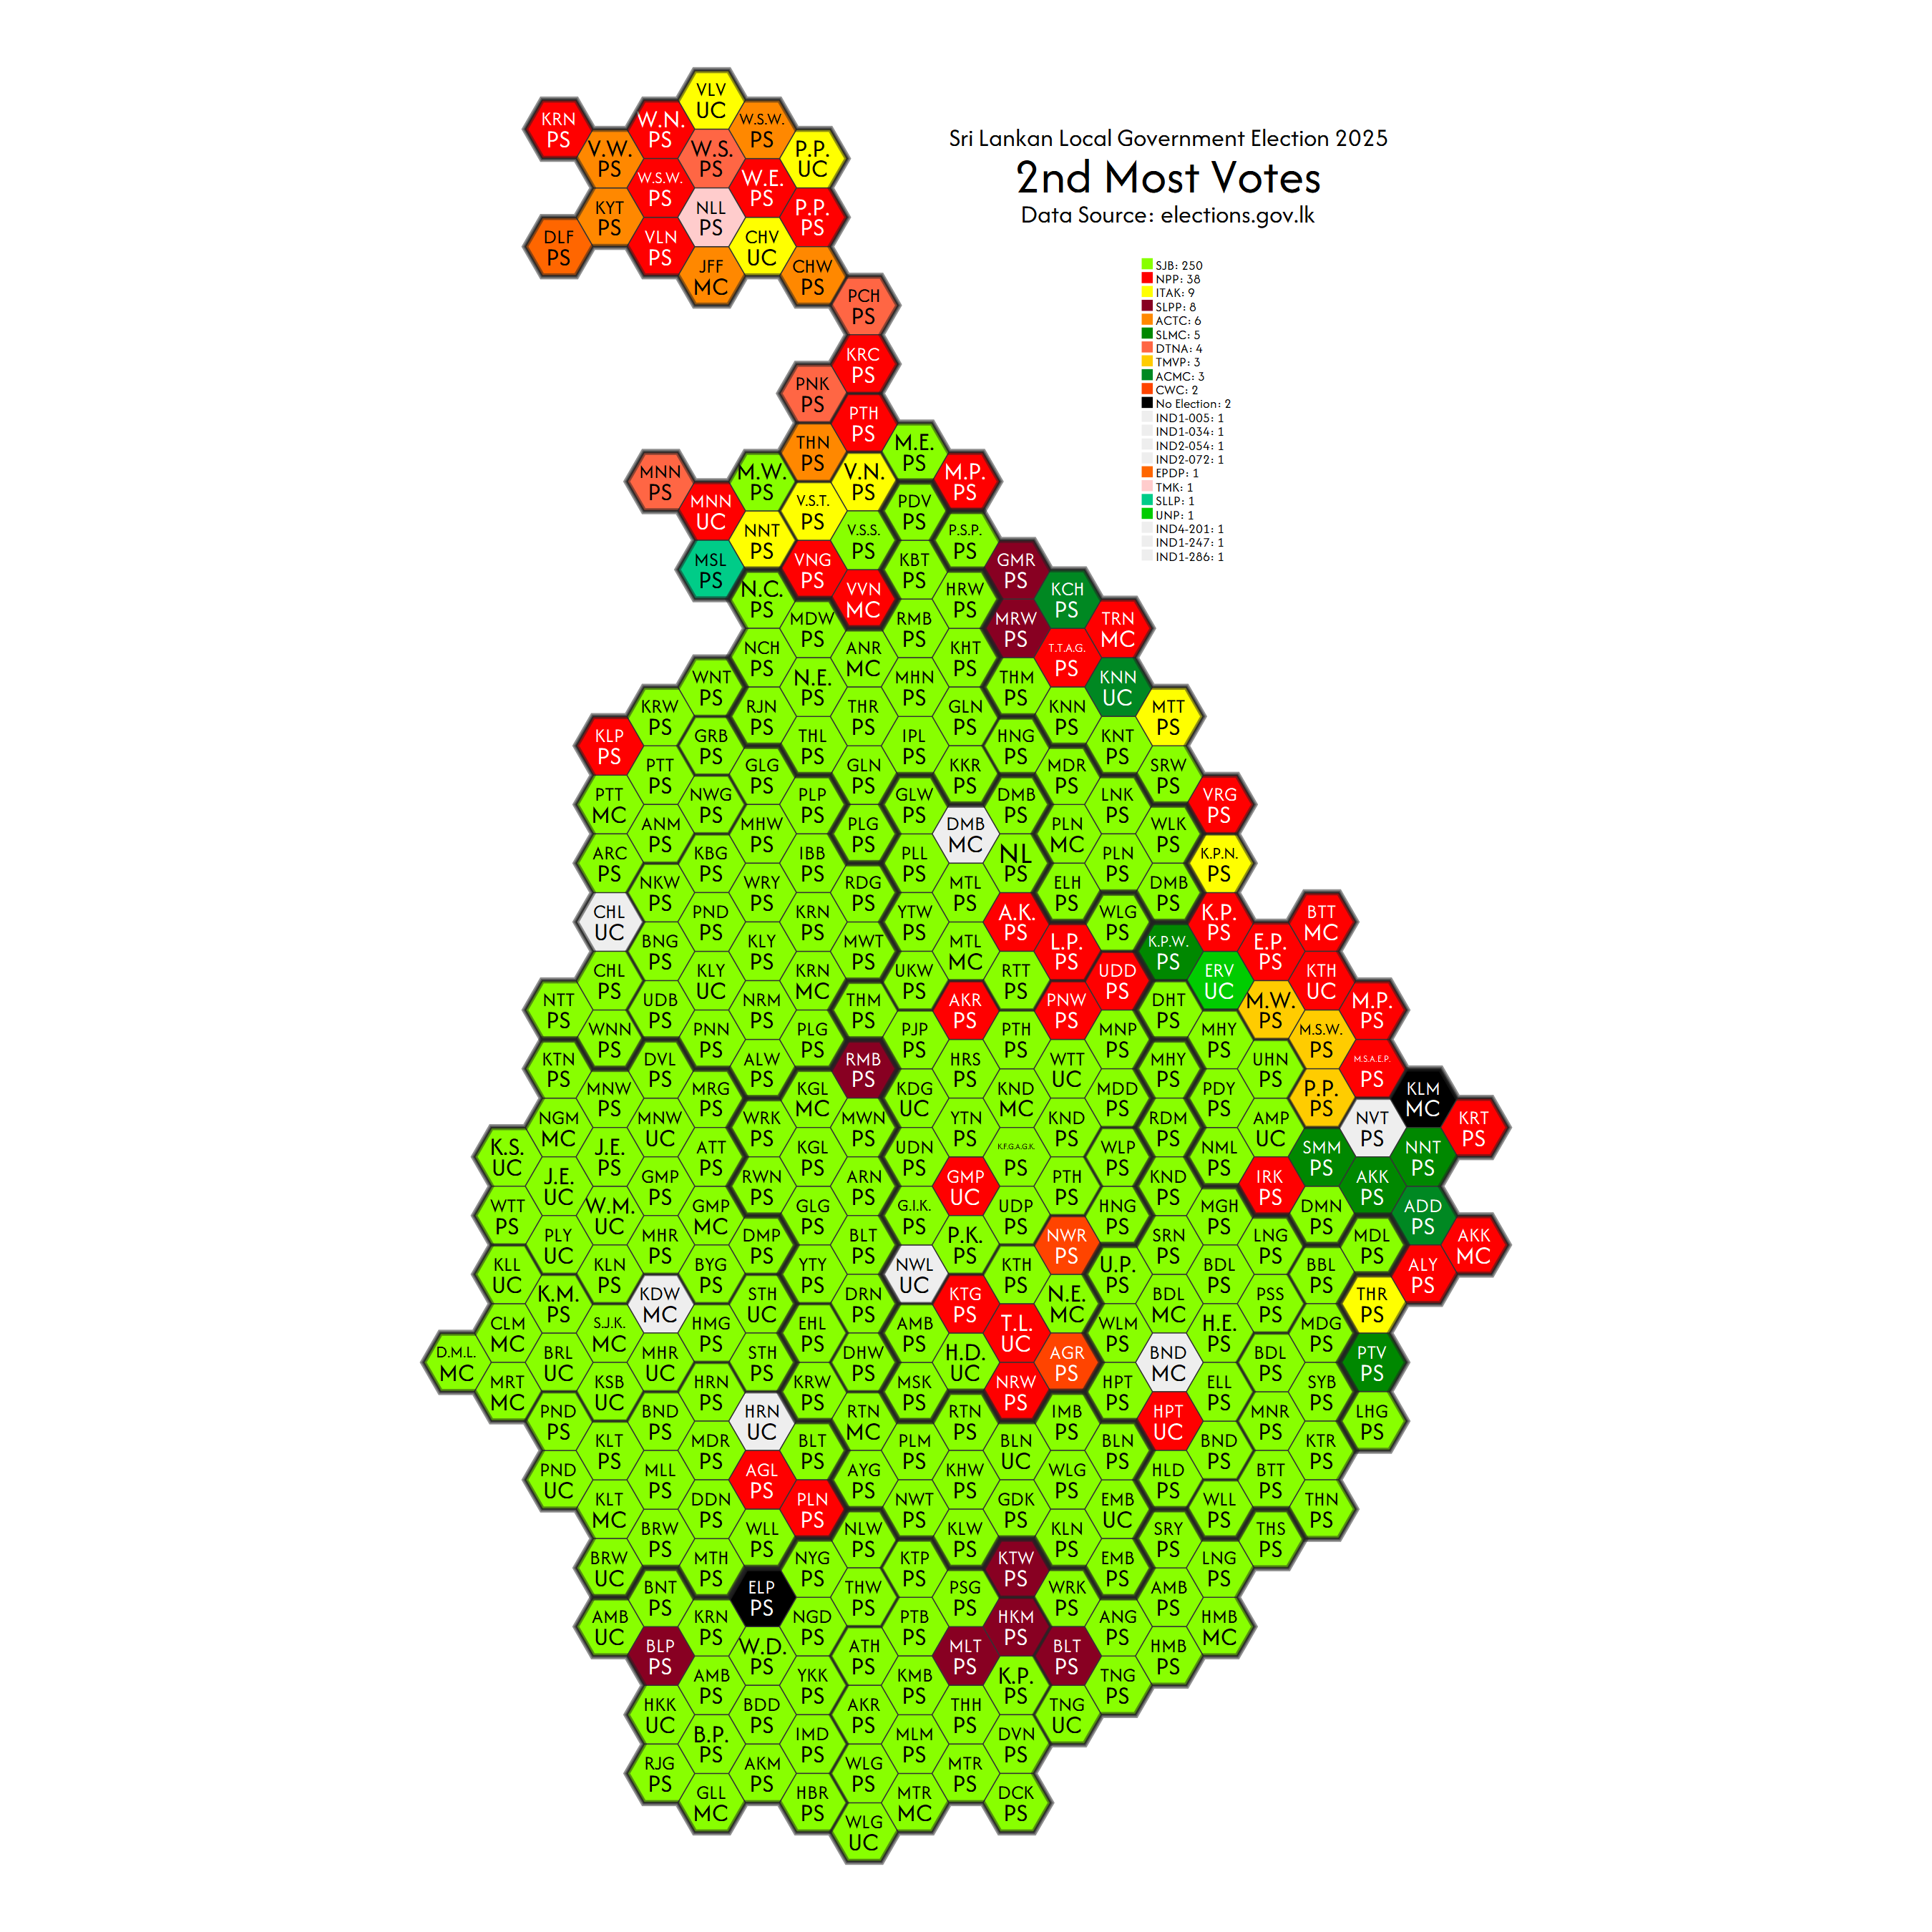 Sri Lankan Local Government Election 2025
2nd Most Votes
Data Source: elections.gov.lk
SJB: 250
NPP: 38
ITAK: 9
SLPP: 8
ACTC: 6
SLMC: 5
DTNA: 4
TMVP: 3
ACMC: 3
CWC: 2
No Election: 2
IND1-005: 1
IND1-034: 1
IND2-054: 1
IND2-072: 1
EPDP: 1
TMK: 1
SLLP: 1
UNP: 1
IND4-201: 1
IND1-247: 1
IND1-286: 1
VLV
UC
KRN
PS
W.N.
PS
W.S.W.
PS
V.W.
PS
W.S.
PS
P.P.
UC
W.S.W.
PS
W.E.
PS
KYT
PS
NLL
PS
P.P.
PS
DLF
PS
VLN
PS
CHV
UC
JFF
MC
CHW
PS
PCH
PS
KRC
PS
PNK
PS
PTH
PS
THN
PS
M.E.
PS
MNN
PS
M.W.
PS
V.N.
PS
M.P.
PS
MNN
UC
V.S.T.
PS
PDV
PS
NNT
PS
V.S.S.
PS
P.S.P.
PS
MSL
PS
VNG
PS
KBT
PS
GMR
PS
N.C.
PS
VVN
MC
HRW
PS
KCH
PS
MDW
PS
RMB
PS
MRW
PS
TRN
MC
NCH
PS
ANR
MC
KHT
PS
T.T.A.G.
PS
WNT
PS
N.E.
PS
MHN
PS
THM
PS
KNN
UC
KRW
PS
RJN
PS
THR
PS
GLN
PS
KNN
PS
MTT
PS
KLP
PS
GRB
PS
THL
PS
IPL
PS
HNG
PS
KNT
PS
PTT
PS
GLG
PS
GLN
PS
KKR
PS
MDR
PS
SRW
PS
PTT
MC
NWG
PS
PLP
PS
GLW
PS
DMB
PS
LNK
PS
VRG
PS
ANM
PS
MHW
PS
PLG
PS
DMB
MC
PLN
MC
WLK
PS
ARC
PS
KBG
PS
IBB
PS
PLL
PS
NL
PS
PLN
PS
K.P.N.
PS
NKW
PS
WRY
PS
RDG
PS
MTL
PS
ELH
PS
DMB
PS
CHL
UC
PND
PS
KRN
PS
YTW
PS
A.K.
PS
WLG
PS
K.P.
PS
BTT
MC
BNG
PS
KLY
PS
MWT
PS
MTL
MC
L.P.
PS
K.P.W.
PS
E.P.
PS
CHL
PS
KLY
UC
KRN
MC
UKW
PS
RTT
PS
UDD
PS
ERV
UC
KTH
UC
NTT
PS
UDB
PS
NRM
PS
THM
PS
AKR
PS
PNW
PS
DHT
PS
M.W.
PS
M.P.
PS
WNN
PS
PNN
PS
PLG
PS
PJP
PS
PTH
PS
MNP
PS
MHY
PS
M.S.W.
PS
KTN
PS
DVL
PS
ALW
PS
RMB
PS
HRS
PS
WTT
UC
MHY
PS
UHN
PS
M.S.A.E.P.
PS
MNW
PS
MRG
PS
KGL
MC
KDG
UC
KND
MC
MDD
PS
PDY
PS
P.P.
PS
KLM
MC
NGM
MC
MNW
UC
WRK
PS
MWN
PS
YTN
PS
KND
PS
RDM
PS
AMP
UC
NVT
PS
KRT
PS
K.S.
UC
J.E.
PS
ATT
PS
KGL
PS
UDN
PS
K.F.G.A.G.K.
PS
WLP
PS
NML
PS
SMM
PS
NNT
PS
J.E.
UC
GMP
PS
RWN
PS
ARN
PS
GMP
UC
PTH
PS
KND
PS
IRK
PS
AKK
PS
WTT
PS
W.M.
UC
GMP
MC
GLG
PS
G.I.K.
PS
UDP
PS
HNG
PS
MGH
PS
DMN
PS
ADD
PS
PLY
UC
MHR
PS
DMP
PS
BLT
PS
P.K.
PS
NWR
PS
SRN
PS
LNG
PS
MDL
PS
AKK
MC
KLL
UC
KLN
PS
BYG
PS
YTY
PS
NWL
UC
KTH
PS
U.P.
PS
BDL
PS
BBL
PS
ALY
PS
K.M.
PS
KDW
MC
STH
UC
DRN
PS
KTG
PS
N.E.
MC
BDL
MC
PSS
PS
THR
PS
CLM
MC
S.J.K.
MC
HMG
PS
EHL
PS
AMB
PS
T.L.
UC
WLM
PS
H.E.
PS
MDG
PS
D.M.L.
MC
BRL
UC
MHR
UC
STH
PS
DHW
PS
H.D.
UC
AGR
PS
BND
MC
BDL
PS
PTV
PS
MRT
MC
KSB
UC
HRN
PS
KRW
PS
MSK
PS
NRW
PS
HPT
PS
ELL
PS
SYB
PS
PND
PS
BND
PS
HRN
UC
RTN
MC
RTN
PS
IMB
PS
HPT
UC
MNR
PS
LHG
PS
KLT
PS
MDR
PS
BLT
PS
PLM
PS
BLN
UC
BLN
PS
BND
PS
KTR
PS
PND
UC
MLL
PS
AGL
PS
AYG
PS
KHW
PS
WLG
PS
HLD
PS
BTT
PS
KLT
MC
DDN
PS
PLN
PS
NWT
PS
GDK
PS
EMB
UC
WLL
PS
THN
PS
BRW
PS
WLL
PS
NLW
PS
KLW
PS
KLN
PS
SRY
PS
THS
PS
BRW
UC
MTH
PS
NYG
PS
KTP
PS
KTW
PS
EMB
PS
LNG
PS
BNT
PS
ELP
PS
THW
PS
PSG
PS
WRK
PS
AMB
PS
AMB
UC
KRN
PS
NGD
PS
PTB
PS
HKM
PS
ANG
PS
HMB
MC
BLP
PS
W.D.
PS
ATH
PS
MLT
PS
BLT
PS
HMB
PS
AMB
PS
YKK
PS
KMB
PS
K.P.
PS
TNG
PS
HKK
UC
BDD
PS
AKR
PS
THH
PS
TNG
UC
B.P.
PS
IMD
PS
MLM
PS
DVN
PS
RJG
PS
AKM
PS
WLG
PS
MTR
PS
GLL
MC
HBR
PS
MTR
MC
DCK
PS
WLG
UC